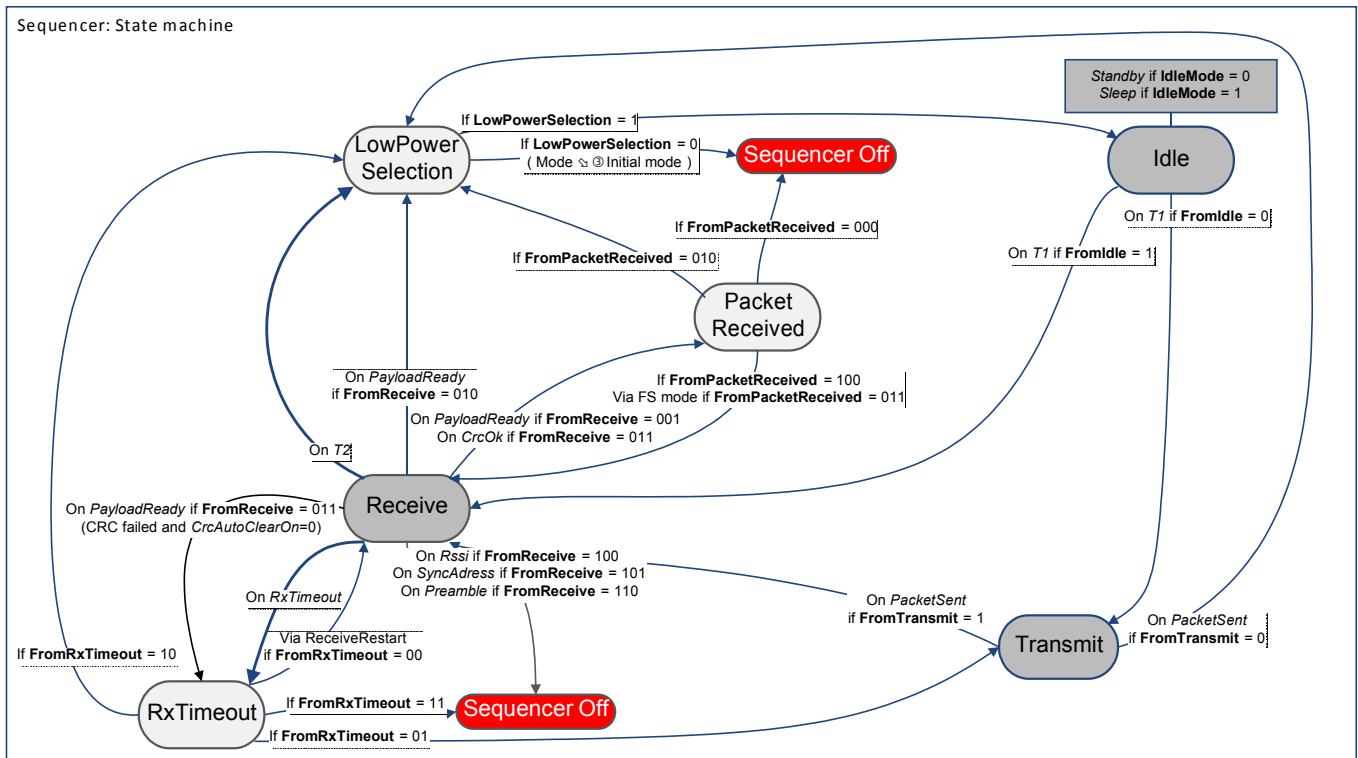 Sequencer: State machine
Standby if IdleMode = 0
Sleep if IdleMode = 1
If LowPowerSelection = 1
LowPower
Selection
If LowPowerSelection = 0
( Mode ⇘ ③ Initial mode )
Sequencer Off
Idle
On T1 if FromIdle = 0
If FromPacketReceived = 000
On T1 if FromIdle = 1
If FromPacketReceived = 010
Packet
Received
On PayloadReady
if FromReceive = 010
If FromPacketReceived = 100
Via FS mode if FromPacketReceived = 011
On PayloadReady if FromReceive = 001
On CrcOk if FromReceive = 011
On T2
Receive
On PayloadReady if FromReceive = 011
(CRC failed and CrcAutoClearOn=0)
On Rssi if FromReceive = 100
On SyncAdress if FromReceive = 101
On Preamble if FromReceive = 110
On RxTimeout
On PacketSent
if FromTransmit = 1
On PacketSent
if FromTransmit = 0
Transmit
Via ReceiveRestart
if FromRxTimeout = 00
If FromRxTimeout = 10
RxTimeout
If FromRxTimeout = 11
Sequencer Off
If FromRxTimeout = 01